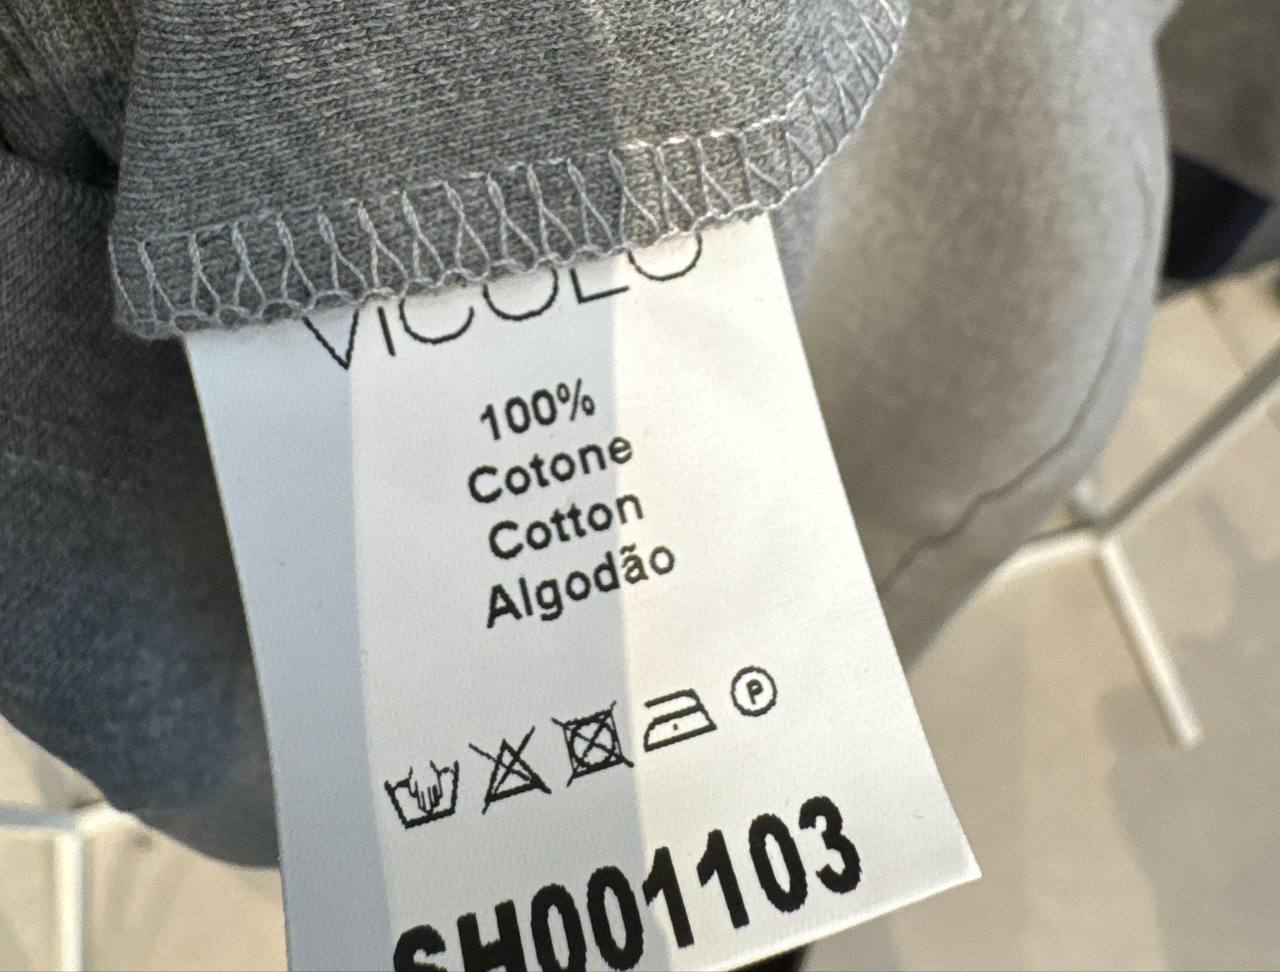 VICOLO
100%
Cotone
Cotton
Algodão
P
SH001103